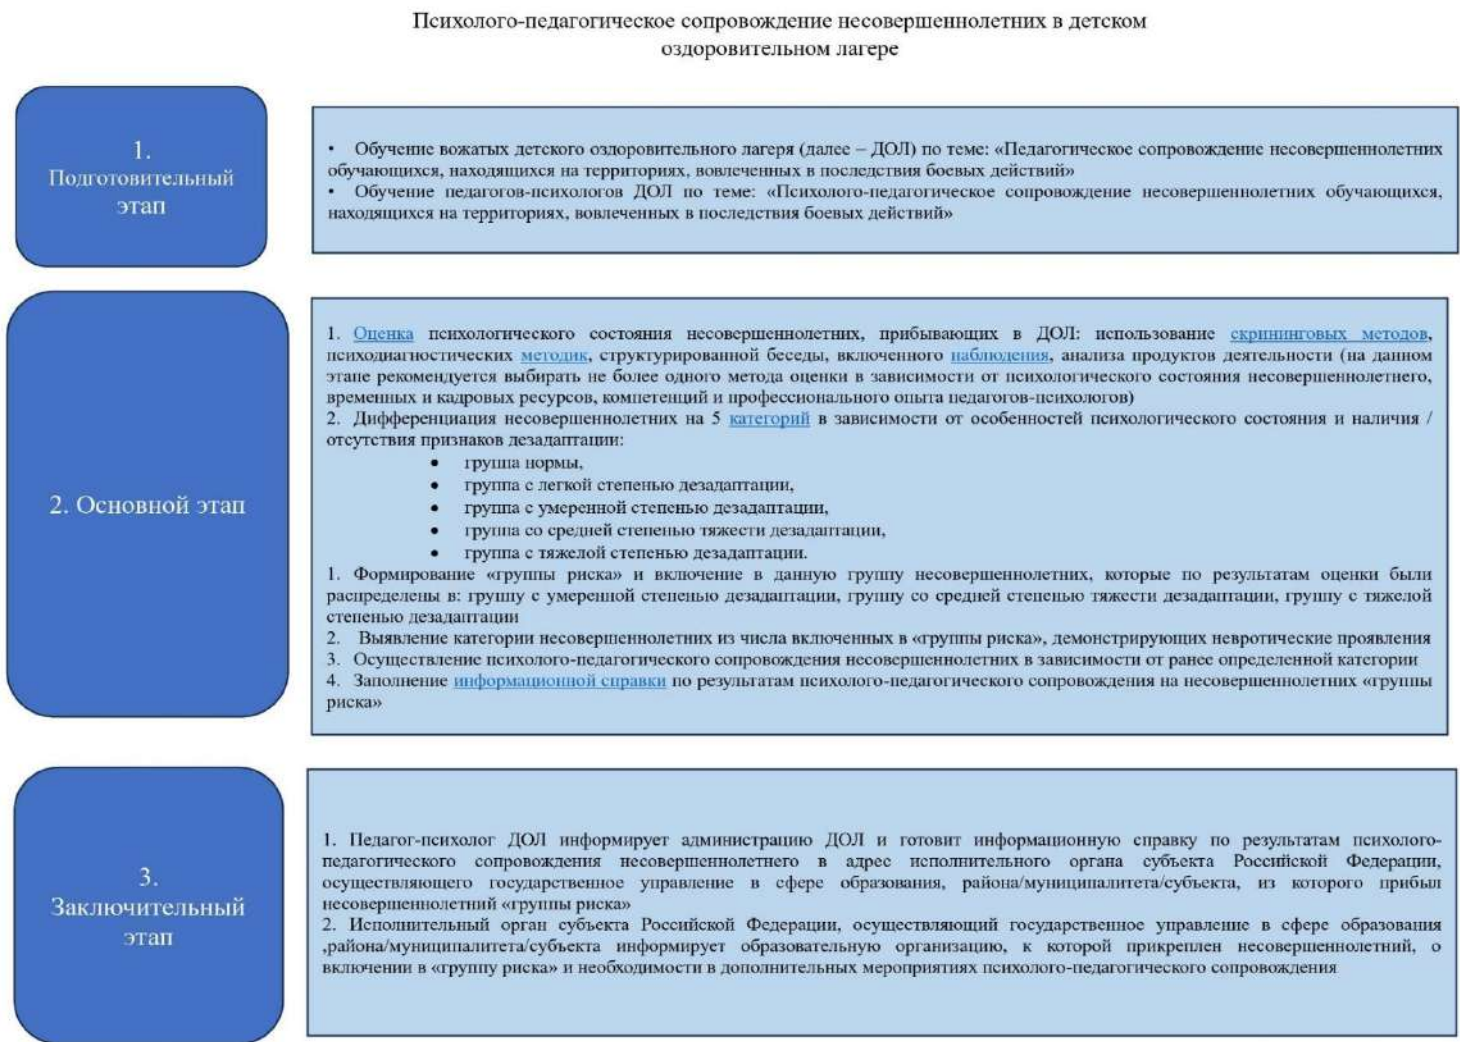 Психолого-педагогическое сопровождение несовершеннолетних в детском
оздоровительном лагере
1.
Подготовительный
этап
• Обучение вожатых детского оздоровительного лагеря (далее – ДОЛ) по теме: «Педагогическое сопровождение несовершеннолетних
обучающихся, находящихся на территориях, вовлеченных в последствия боевых действий»
• Обучение педагогов-психологов ДОЛ по теме: «Психолого-педагогическое сопровождение несовершеннолетних обучающихся,
находящихся на территориях, вовлеченных в последствия боевых действий»
2. Основной этап
1. Оценка психологического состояния несовершеннолетних, прибывающих в ДОЛ: использование скрининговых методов,
психодиагностических методик, структурированной беседы, включенного наблюдения, анализа продуктов деятельности (на данном
этапе рекомендуется выбирать не более одного метода оценки в зависимости от психологического состояния несовершеннолетнего,
временных и кадровых ресурсов, компетенций и профессионального опыта педагогов-психологов)
2. Дифференциация несовершеннолетних на 5 категорий в зависимости от особенностей психологического состояния и наличия /
отсутствия признаков дезадаптации:
• группа нормы,
• группа с легкой степенью дезадаптации,
• группа с умеренной степенью дезадаптации,
• группа со средней степенью тяжести дезадаптации,
• группа с тяжелой степенью дезадаптации.
1. Формирование «группы риска» и включение в данную группу несовершеннолетних, которые по результатам оценки были
распределены в: группу с умеренной степенью дезадаптации, группу со средней степенью тяжести дезадаптации, группу с тяжелой
степенью дезадаптации
2. Выявление категории несовершеннолетних из числа включенных в «группы риска», демонстрирующих невротические проявления
3. Осуществление психолого-педагогического сопровождения несовершеннолетних в зависимости от ранее определенной категории
4. Заполнение информационной справки по результатам психолого-педагогического сопровождения на несовершеннолетних «группы
риска»
3.
Заключительный
этап
1. Педагог-психолог ДОЛ информирует администрацию ДОЛ и готовит информационную справку по результатам психолого-
педагогического сопровождения несовершеннолетнего в адрес исполнительного органа субъекта Российской Федерации,
осуществляющего государственное управление в сфере образования, района/муниципалитета/субъекта, из которого прибыл
несовершеннолетний «группы риска»
2. Исполнительный орган субъекта Российской Федерации, осуществляющий государственное управление в сфере образования
,района/муниципалитета/субъекта информирует образовательную организацию, к которой прикреплен несовершеннолетний, о
включении в «группу риска» и необходимости в дополнительных мероприятиях психолого-педагогического сопровождения